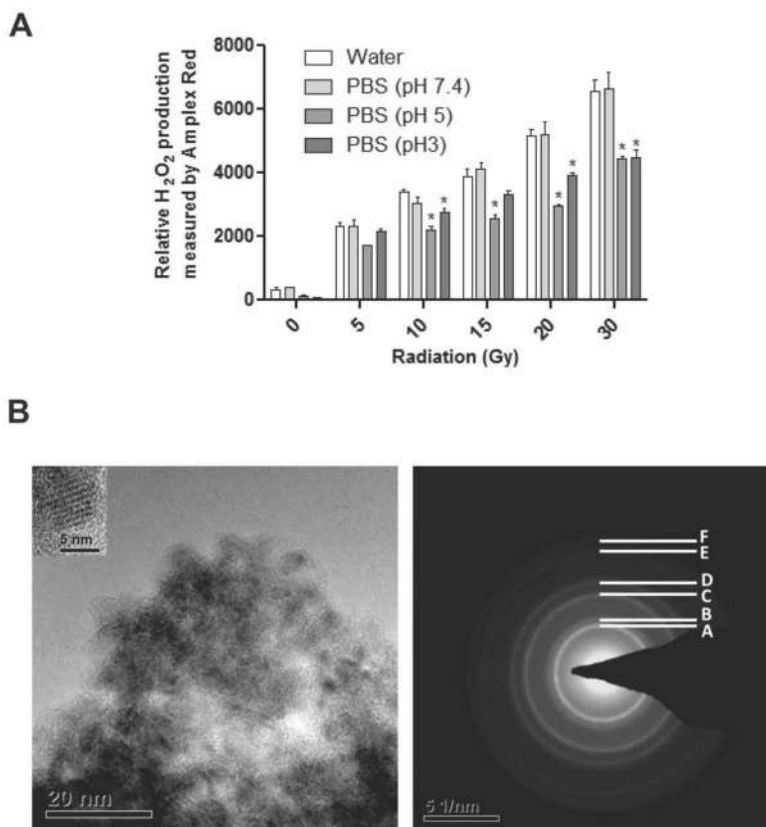 A
Relative H2O2 production
measured by Amplex Red
8000
6000
4000
2000
0
Water
PBS (pH 7.4)
PBS (pH 5)
PBS (pH3)
* * * * * * *
0 5 10 15 20 30
Radiation (Gy)
B
5 nm
20 nm
F
E
D
C
B
A
5 1/nm